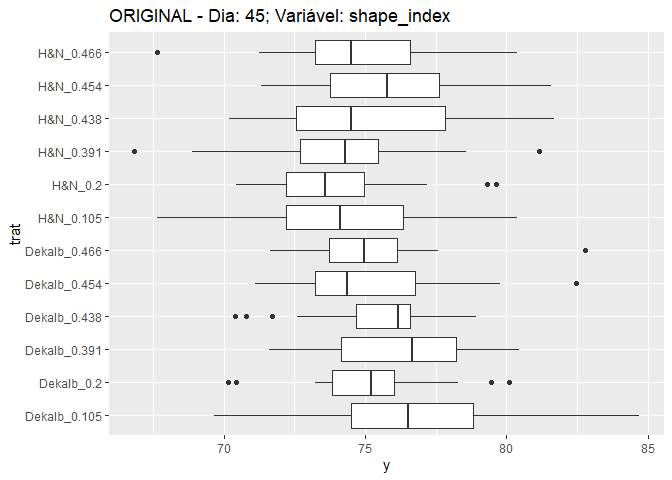 ORIGINAL - Dia: 45; Variável: shape_index
H&N_0.466
H&N_0.454
H&N_0.438
H&N_0.391
H&N_0.2
H&N_0.105
Dekalb_0.466
Dekalb_0.454
Dekalb_0.438
Dekalb_0.391
Dekalb_0.2
Dekalb_0.105
trat
70 75 80 85
y